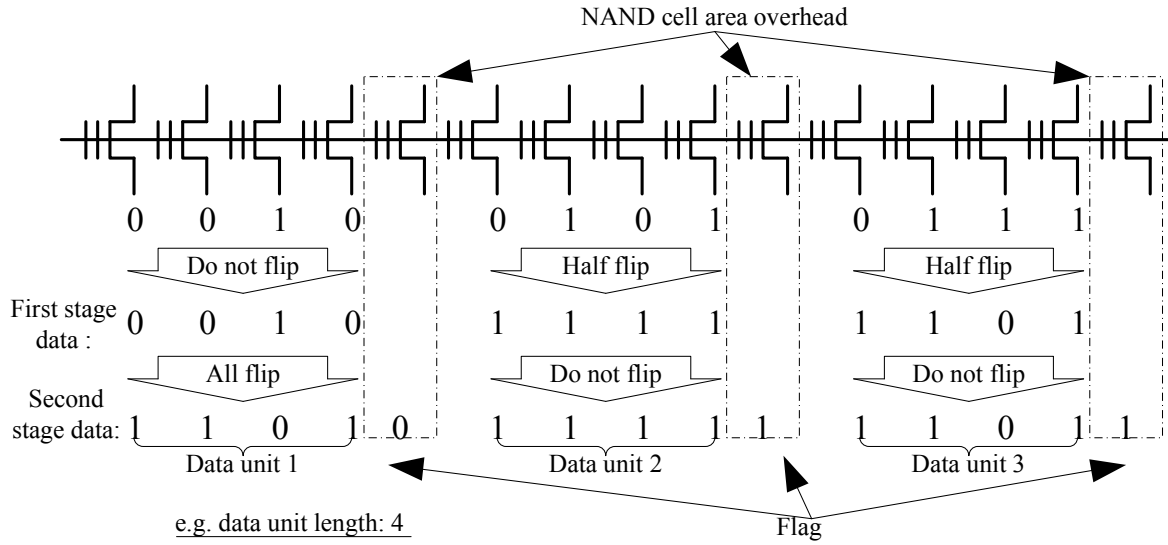 NAND cell area overhead
0 0 1 0 0 1 0 1 0 1 1 1
Do not flip Half flip Half flip
First stage data : 0 0 1 0 1 1 1 1 1 1 0 1
All flip Do not flip Do not flip
Second stage data: 1 1 0 1 0 1 1 1 1 1 1 1 0 1 1
Data unit 1 Data unit 2 Data unit 3
e.g. data unit length: 4
Flag